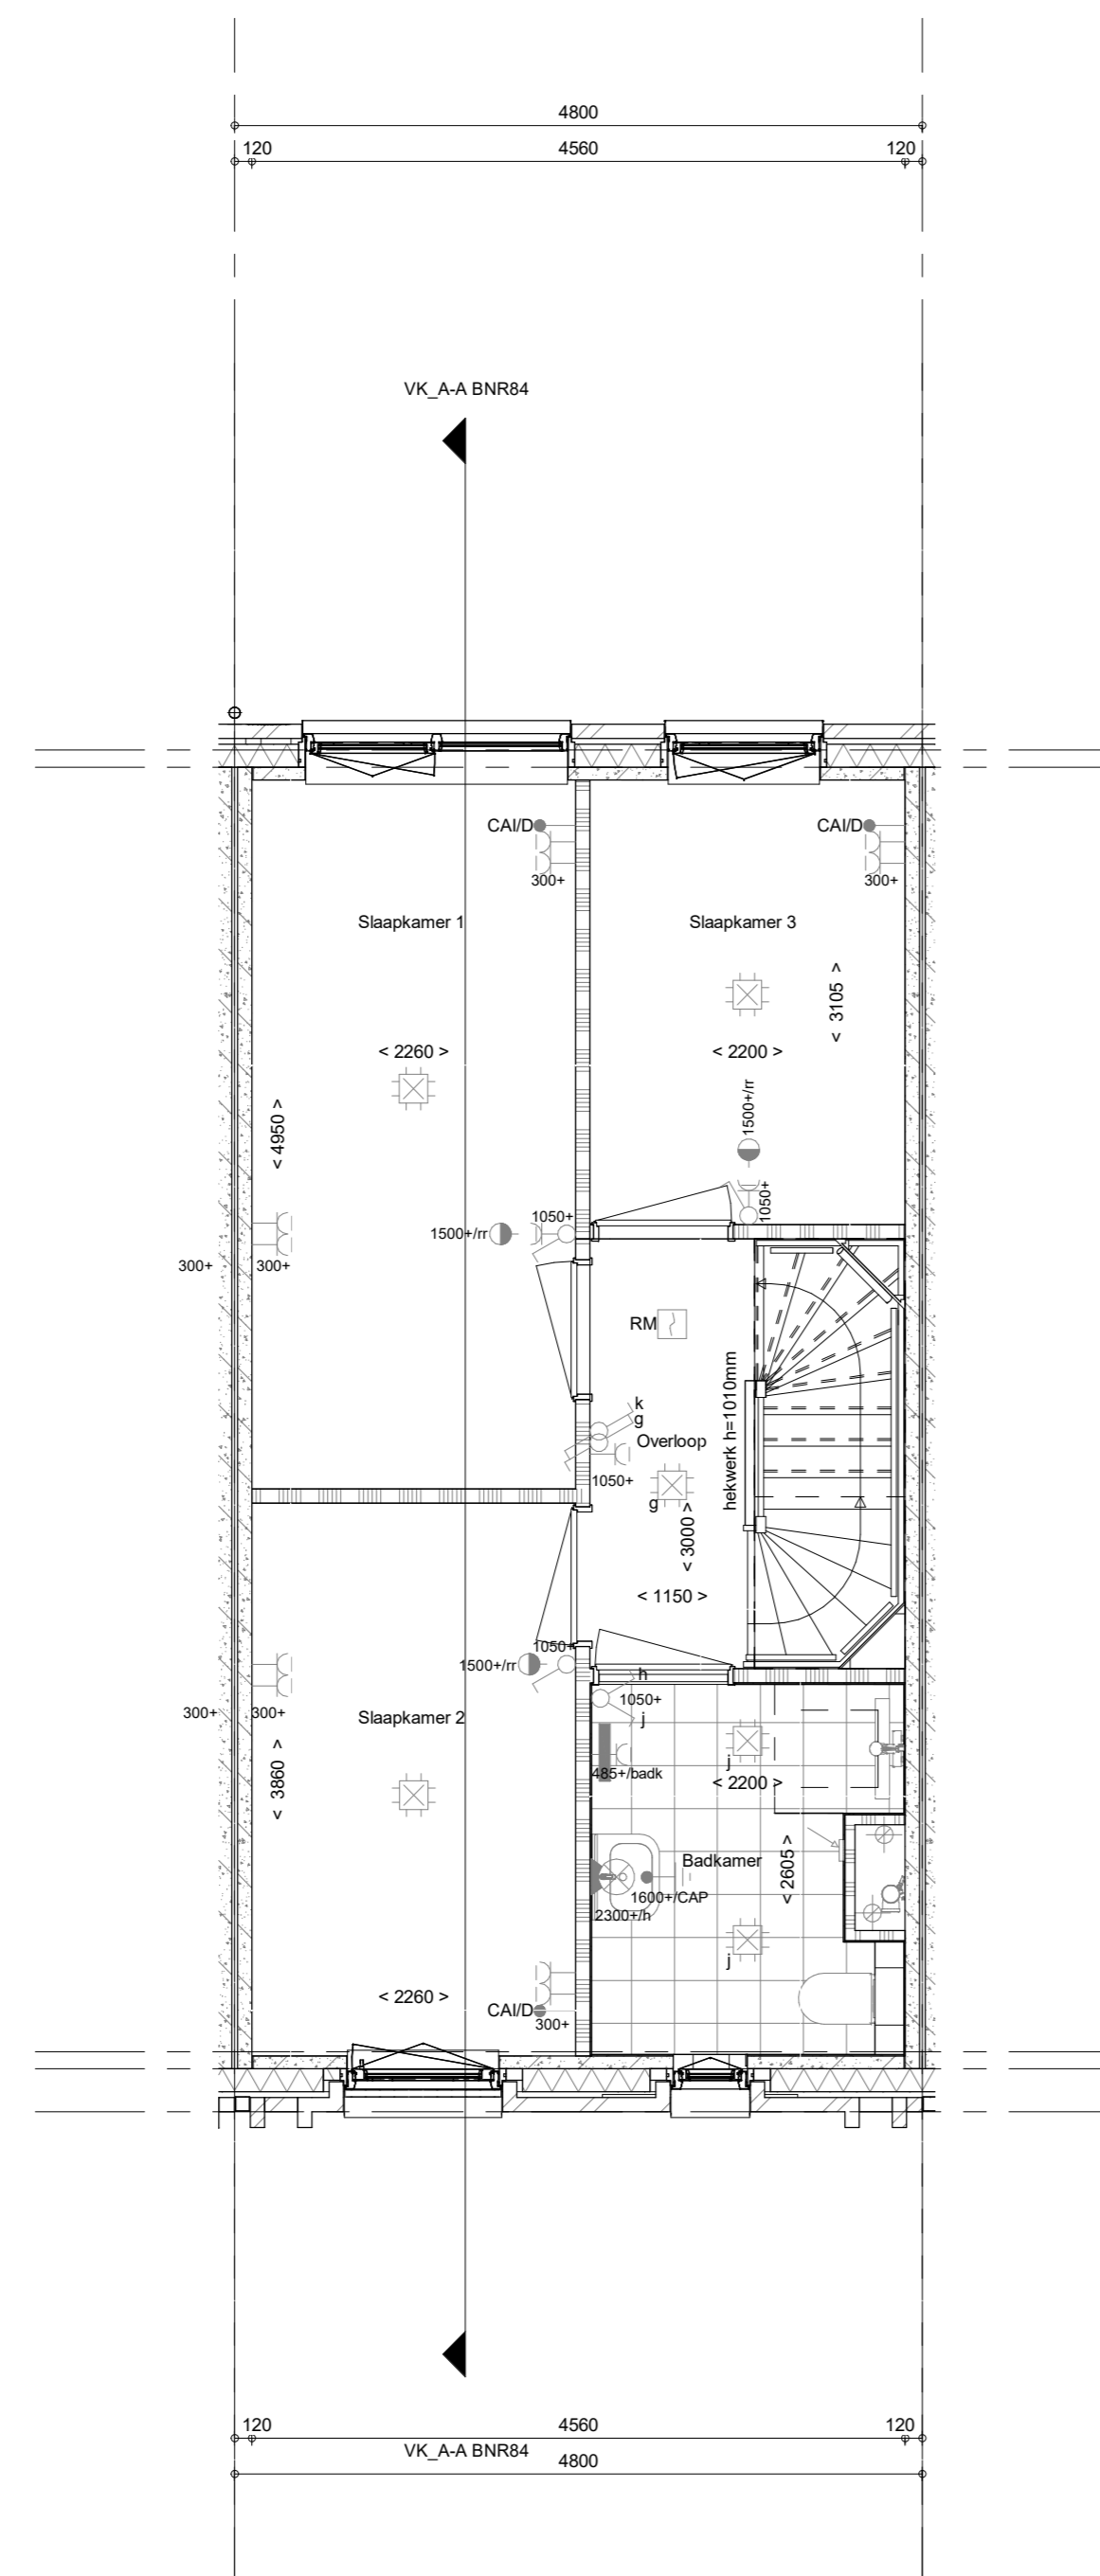 4800
120 4560 120
VK_A-A BNR84
CAI/D CAI/D
300+ 300+
Slaapkamer 1 Slaapkamer 3
< 3105 >
< 2260 > < 2200 >
1500+/rr
< 4950 >
1050+
1050+
1500+/rr
300+ 300+
RM
hekwerk h=1010mm
k
g
Overloop
1050+
g
< 3000 >
< 1150 >
1050+
1500+/rr
h
1050+
300+ 300+
Slaapkamer 2
j
j
485+/badk
< 2200 >
< 3860 >
Badkamer
< 2605 >
1600+/CAP
2300+/h
j
< 2260 >
CAI/D
300+
120 4560 120
VK_A-A BNR84
4800